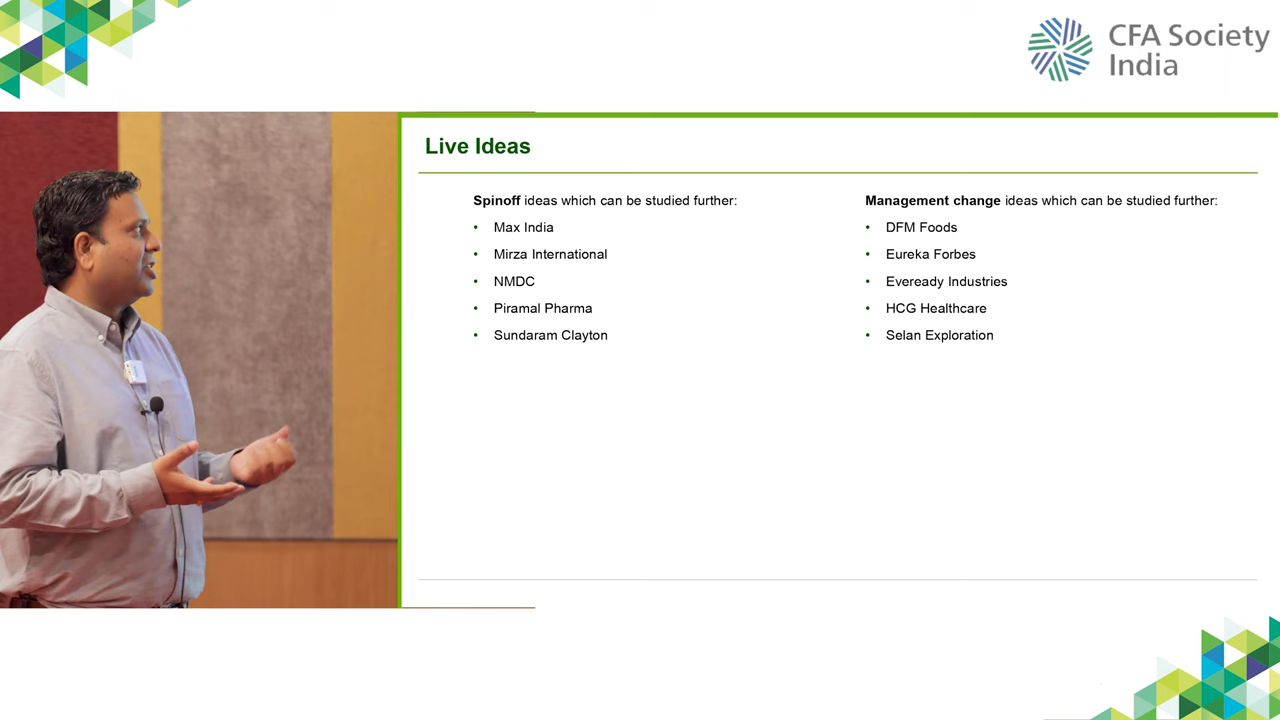 CFA Society
India
Live Ideas
Spinoff ideas which can be studied further:
• Max India
• Mirza International
• NMDC
• Piramal Pharma
• Sundaram Clayton
Management change ideas which can be studied further:
• DFM Foods
• Eureka Forbes
• Eveready Industries
• HCG Healthcare
• Selan Exploration